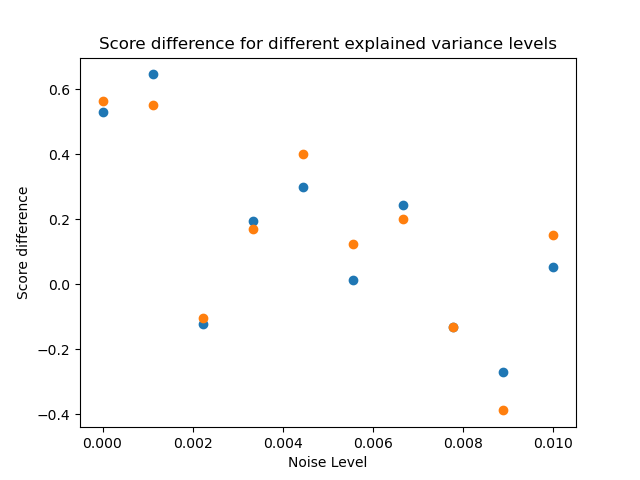 Score difference for different explained variance levels
0.6
0.4
0.2
0.0
−0.2
−0.4
Score difference
0.000 0.002 0.004 0.006 0.008 0.010
Noise Level